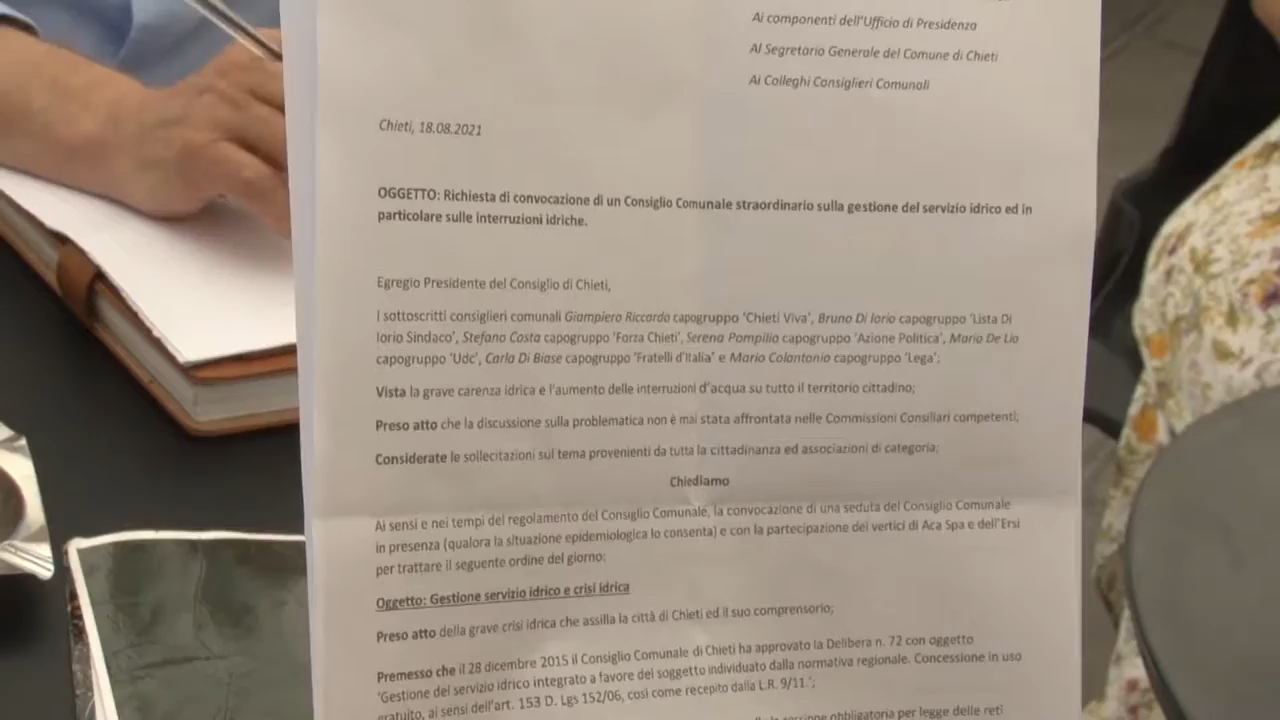 Ai componenti dell'Ufficio di Presidenza
Al Segretario Generale del Comune di Chieti
Ai Colleghi Consiglieri Comunali
Chieti, 18.08.2021
OGGETTO: Richiesta di convocazione di un Consiglio Comunale straordinario sulla gestione del servizio idrico ed in
particolare sulle interruzioni idriche.
Egregio Presidente del Consiglio di Chieti,
I sottoscritti consiglieri comunali Giampiero Riccardo capogruppo 'Chieti Viva', Bruno Di Iorio capogruppo 'Lista Di
Iorio Sindaco', Stefano Costa capogruppo 'Forza Chieti', Serena Pompilio capogruppo 'Azione Politica', Mario De Lio
capogruppo 'Udc', Carla Di Biase capogruppo 'Fratelli d'Italia' e Mario Colantonio capogruppo 'Lega';
Vista la grave carenza idrica e l'aumento delle interruzioni d'acqua su tutto il territorio cittadino;
Preso atto che la discussione sulla problematica non è mai stata affrontata nelle Commissioni Consiliari competenti;
Considerate le sollecitazioni sul tema provenienti da tutta la cittadinanza ed associazioni di categoria;
Chiediamo
Ai sensi e nei tempi del regolamento del Consiglio Comunale, la convocazione di una seduta del Consiglio Comunale
in presenza (qualora la situazione epidemiologica lo consenta) e con la partecipazione dei vertici di Aca Spa e dell'Ersi
per trattare il seguente ordine del giorno:
Oggetto: Gestione servizio idrico e crisi idrica
Preso atto della grave crisi idrica che assilla la città di Chieti ed il suo comprensorio;
Premesso che il 28 dicembre 2015 il Consiglio Comunale di Chieti ha approvato la Delibera n. 72 con oggetto
'Gestione del servizio idrico integrato a favore del soggetto individuato dalla normativa regionale. Concessione in uso
gratuito, ai sensi dell'art. 153 D. Lgs 152/06, così come recepito dalla L.R. 9/11.';
obbligatoria per legge delle reti